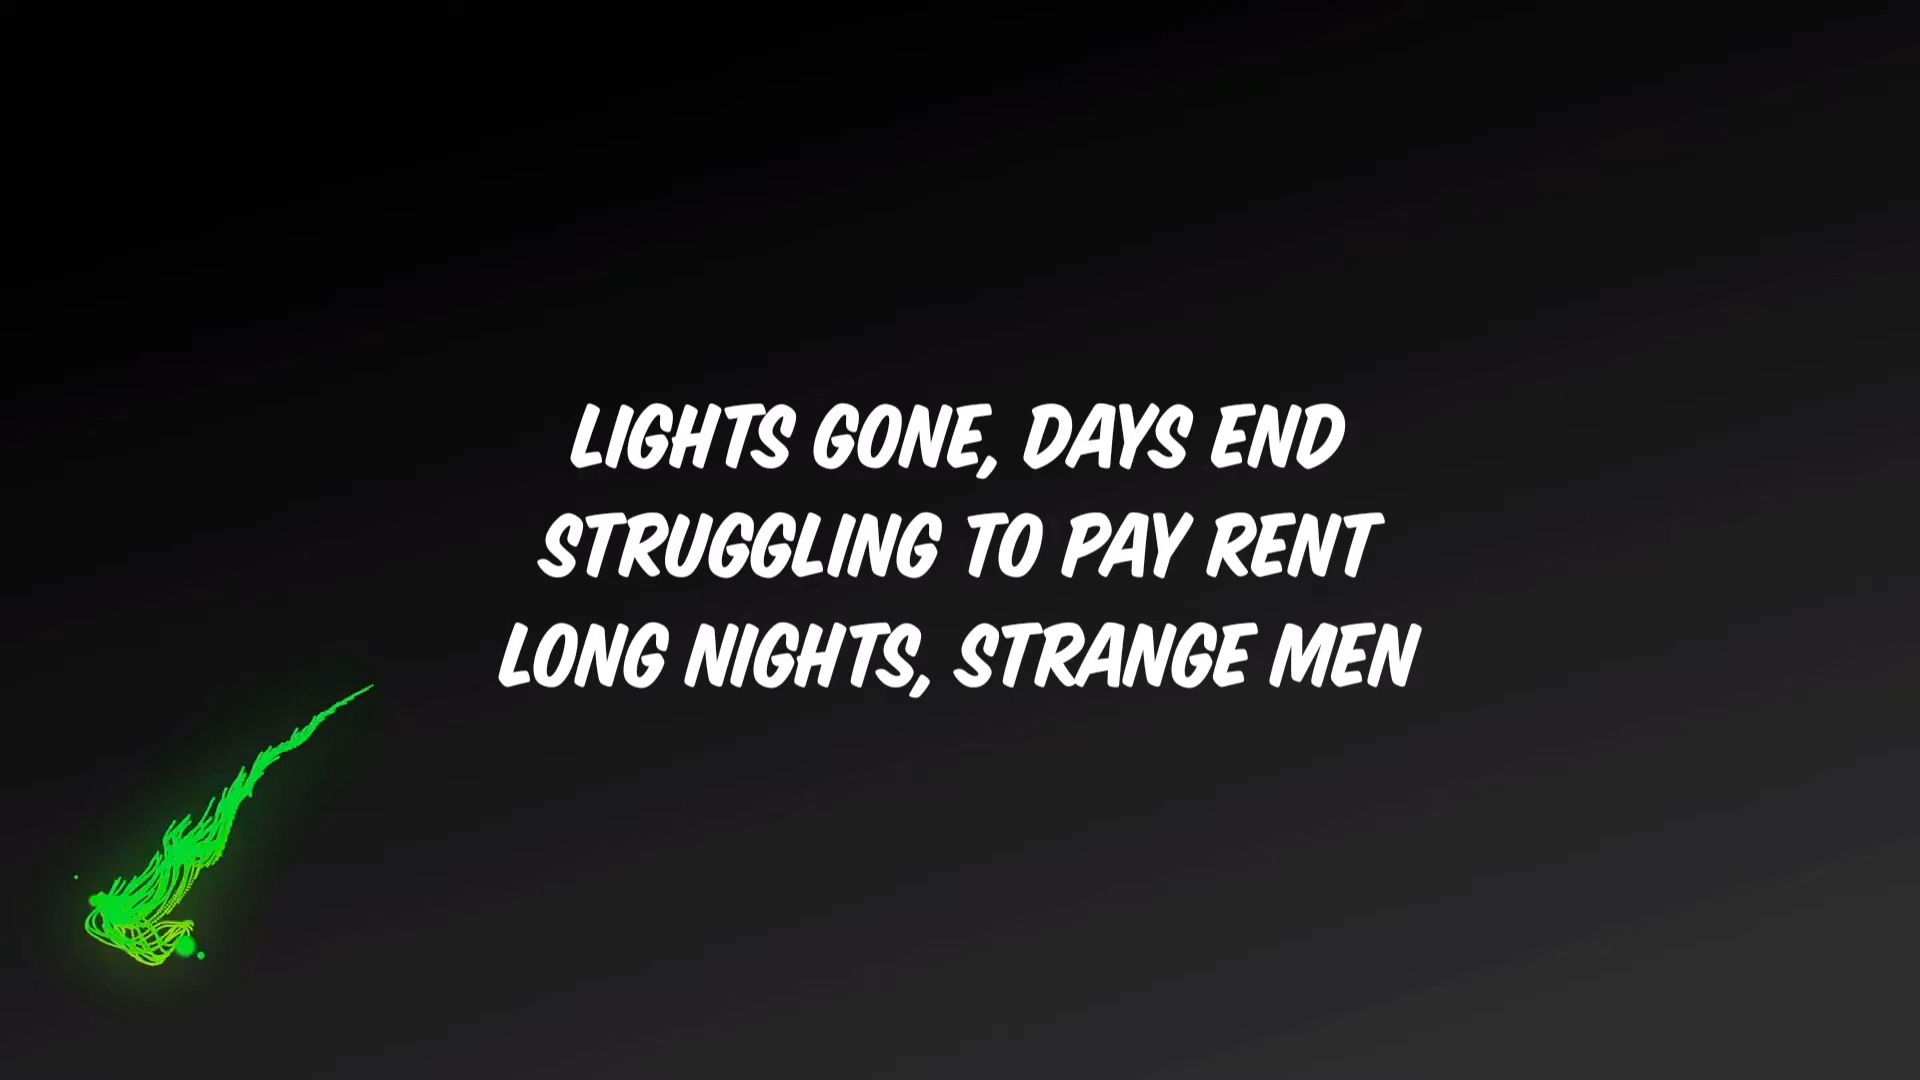 LIGHTS GONE, DAYS END
STRUGGLING TO PAY RENT
LONG NIGHTS, STRANGE MEN